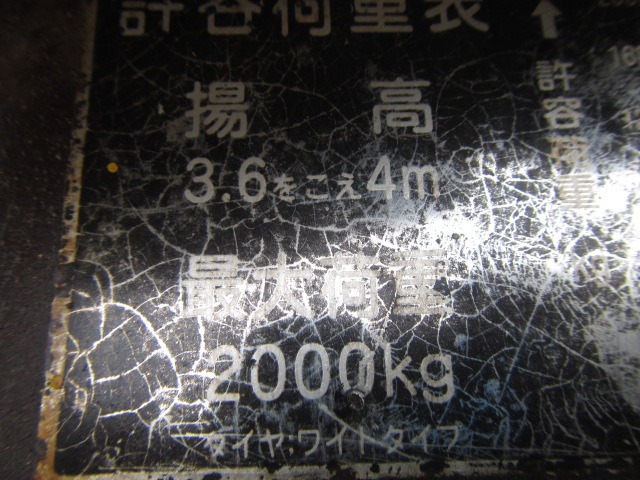 許容荷重表
揚高
3.6をこえ4m
最大荷重
2000kg
タイヤ:ワイドタイプ
許容荷重